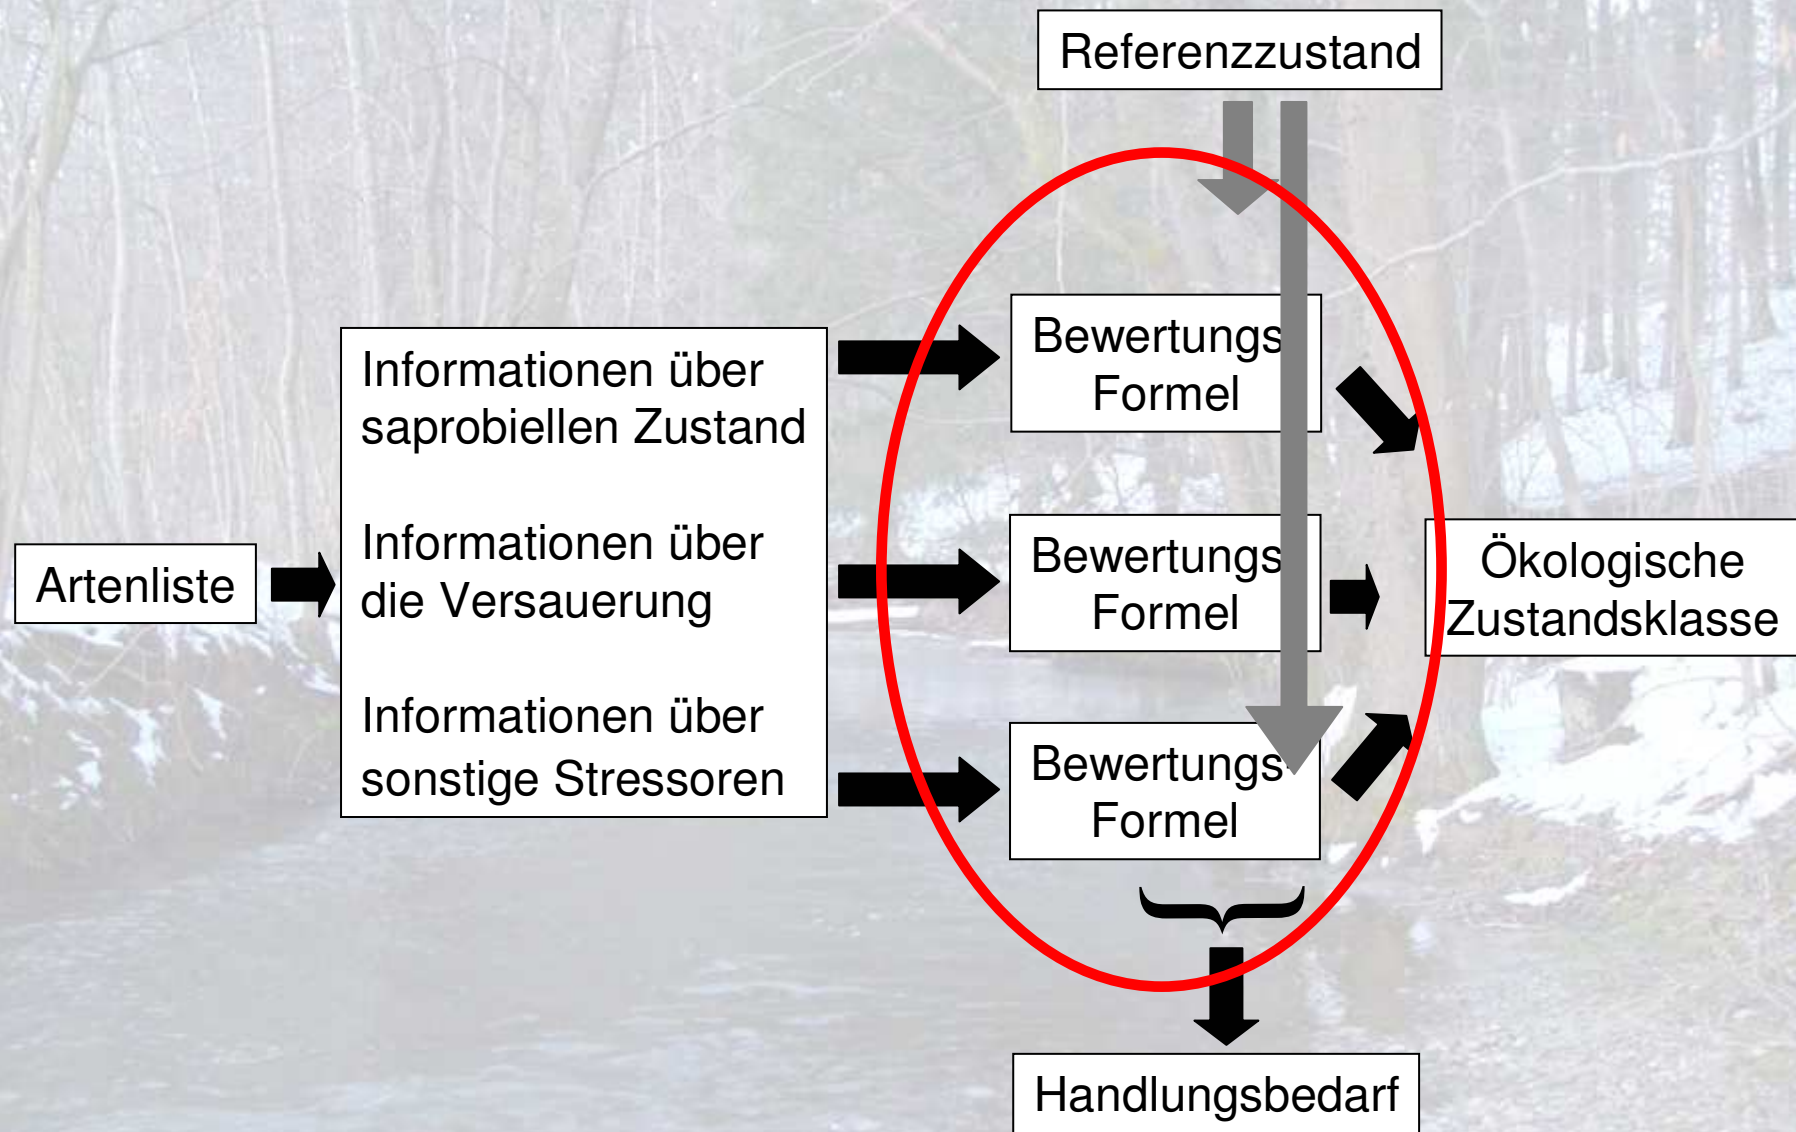 Referenzzustand
Informationen über
saprobiellen Zustand
Informationen über
die Versauerung
Informationen über
sonstige Stressoren
Artenliste
Bewertungs
Formel
Bewertungs
Formel
Bewertungs-
Formel
Ökologische
Zustandsklasse
Handlungsbedarf